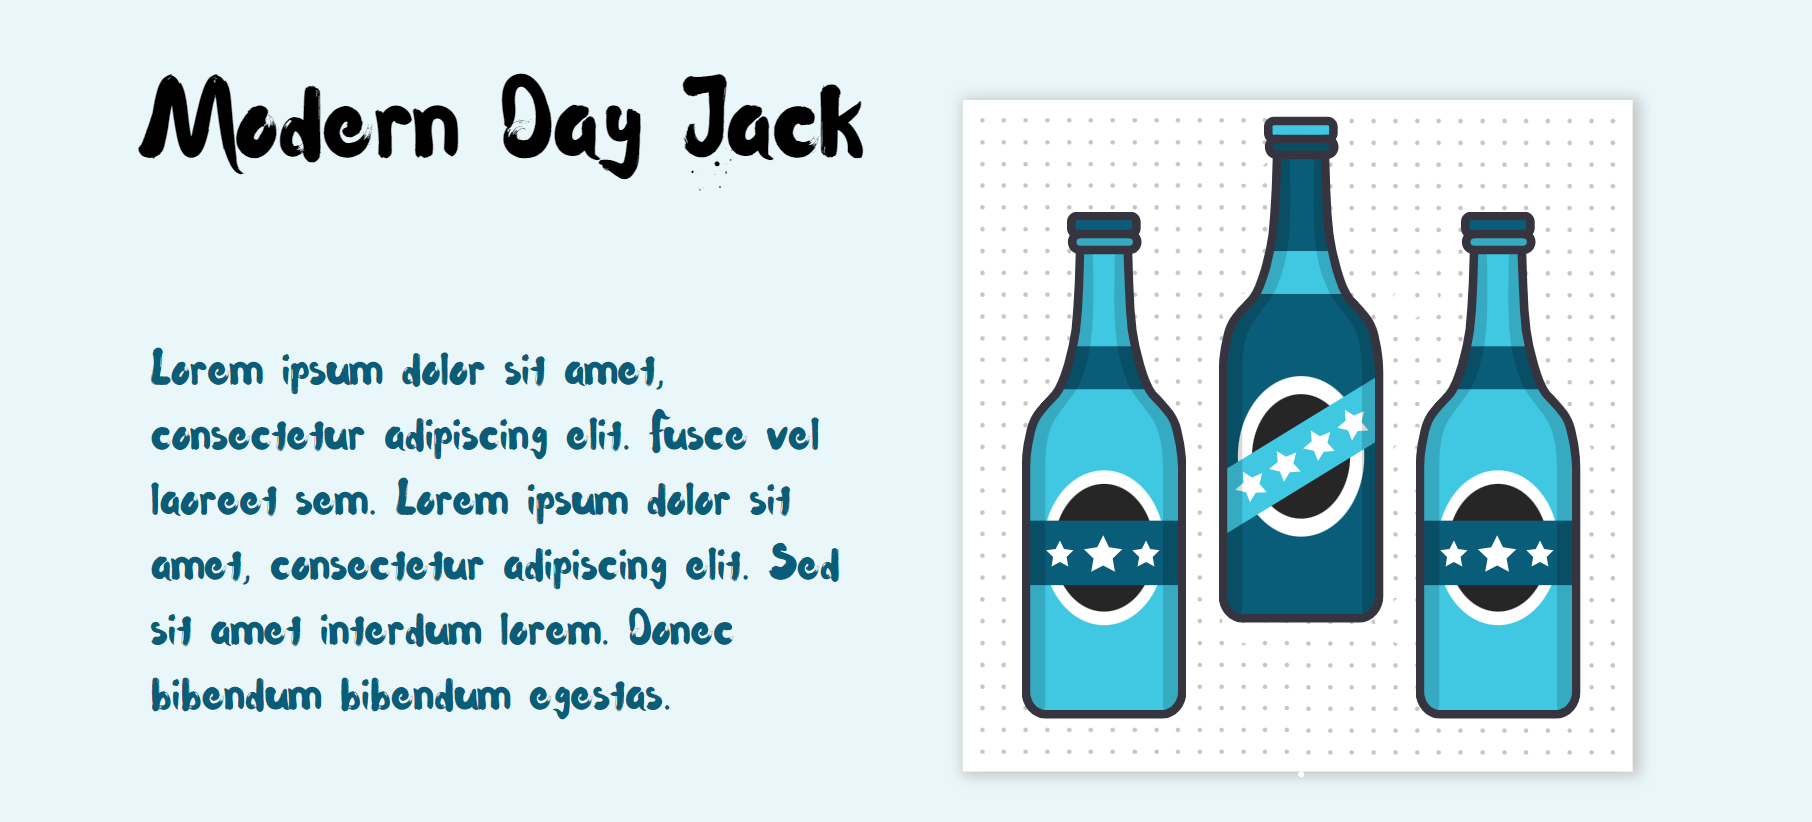 Modern Day Jack
Lorem ipsum dolor sit amet,
consectetur adipiscing elit. Fusce vel
laoreet sem. Lorem ipsum dolor sit
amet, consectetur adipiscing elit. Sed
sit amet interdum lorem. Donec
bibendum bibendum egestas.